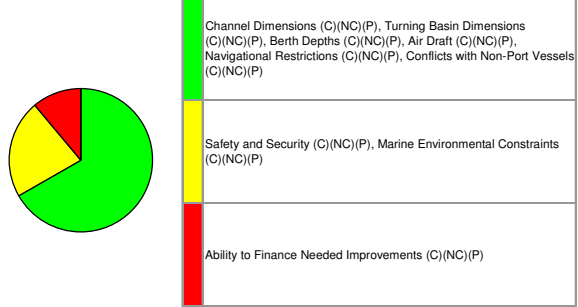 Channel Dimensions (C)(NC)(P), Turning Basin Dimensions
(C)(NC)(P), Berth Depths (C)(NC)(P), Air Draft (C)(NC)(P),
Navigational Restrictions (C)(NC)(P), Conflicts with Non-Port Vessels
(C)(NC)(P)
Safety and Security (C)(NC)(P), Marine Environmental Constraints
(C)(NC)(P)
Ability to Finance Needed Improvements (C)(NC)(P)